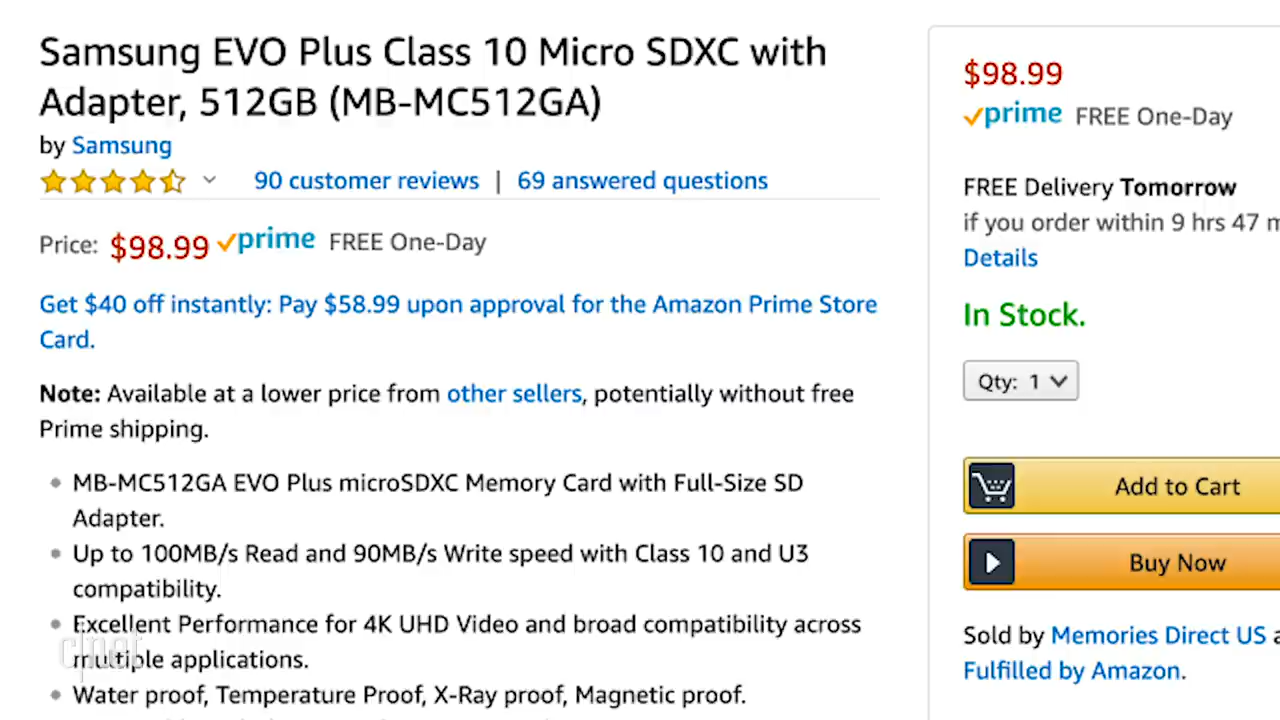 Samsung EVO Plus Class 10 Micro SDXC with
Adapter, 512GB (MB-MC512GA)
by Samsung
90 customer reviews | 69 answered questions
Price: $98.99 prime FREE One-Day
Get $40 off instantly: Pay $58.99 upon approval for the Amazon Prime Store
Card.
Note: Available at a lower price from other sellers, potentially without free
Prime shipping.
MB-MC512GA EVO Plus microSDXC Memory Card with Full-Size SD
Adapter.
Up to 100MB/s Read and 90MB/s Write speed with Class 10 and U3
compatibility.
Excellent Performance for 4K UHD Video and broad compatibility across
multiple applications.
Water proof, Temperature Proof, X-Ray proof, Magnetic proof.
c|net
$98.99
prime FREE One-Day
FREE Delivery Tomorrow
if you order within 9 hrs 47
Details
In Stock.
Qty: 1
Add to Cart
Buy Now
Sold by Memories Direct US
Fulfilled by Amazon.